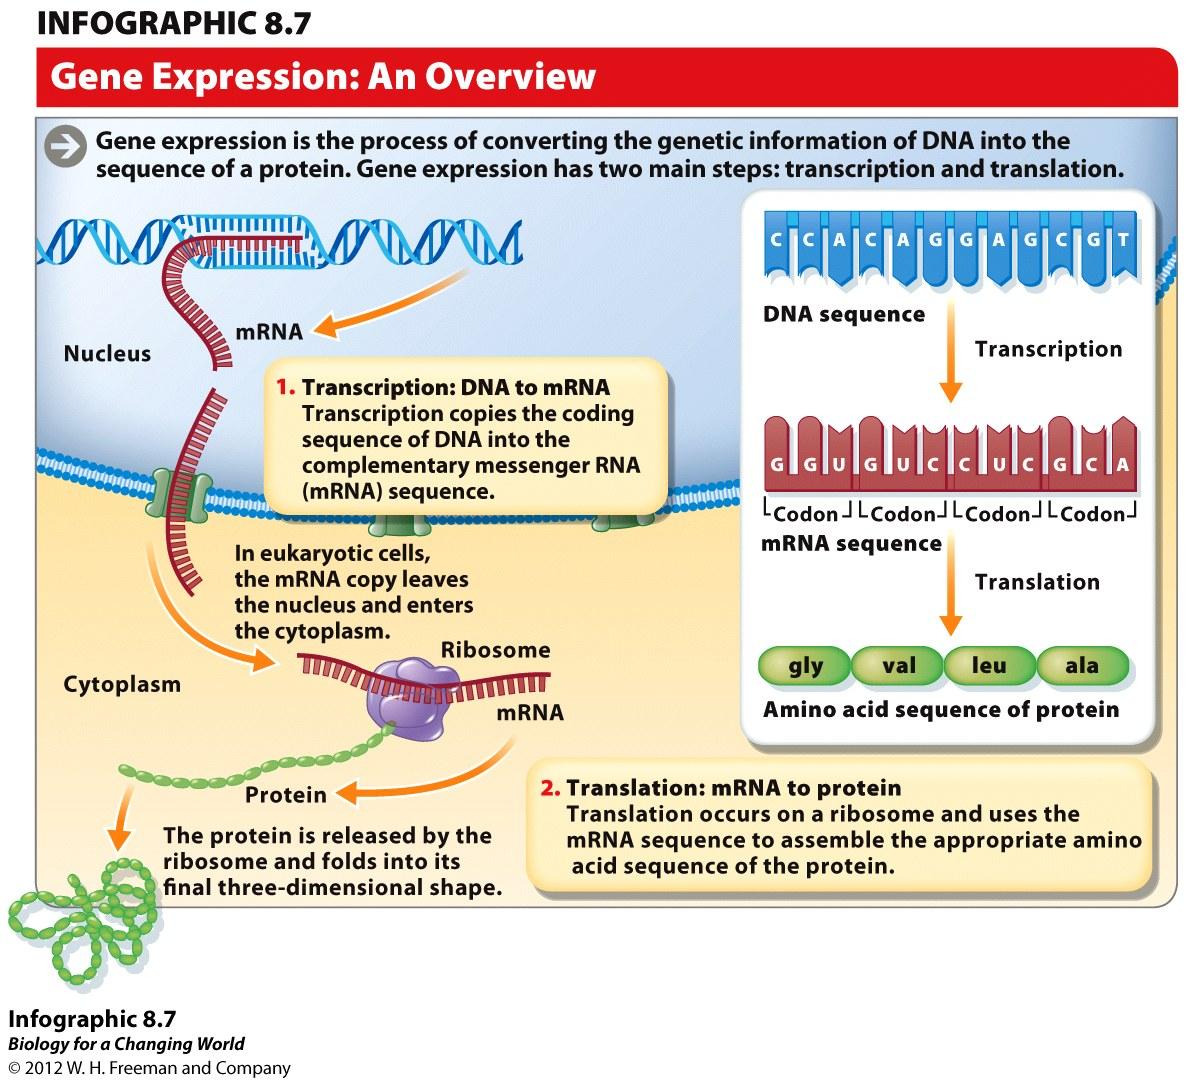 INFOGRAPHIC 8.7
Gene Expression: An Overview
Gene expression is the process of converting the genetic information of DNA into the
sequence of a protein. Gene expression has two main steps: transcription and translation.
mRNA
Nucleus
1. Transcription: DNA to mRNA
Transcription copies the coding
sequence of DNA into the
complementary messenger RNA
(mRNA) sequence.
In eukaryotic cells,
the mRNA copy leaves
the nucleus and enters
the cytoplasm.
Ribosome
Cytoplasm
mRNA
Protein
The protein is released by the
ribosome and folds into its
final three-dimensional shape.
C C A C A G G A G C G T
DNA sequence
Transcription
G G U G U C C U C G C A
Codon Codon Codon Codon
mRNA sequence
Translation
gly val leu ala
Amino acid sequence of protein
2. Translation: mRNA to protein
Translation occurs on a ribosome and uses the
mRNA sequence to assemble the appropriate amino
acid sequence of the protein.
Infographic 8.7
Biology for a Changing World
© 2012 W. H. Freeman and Company